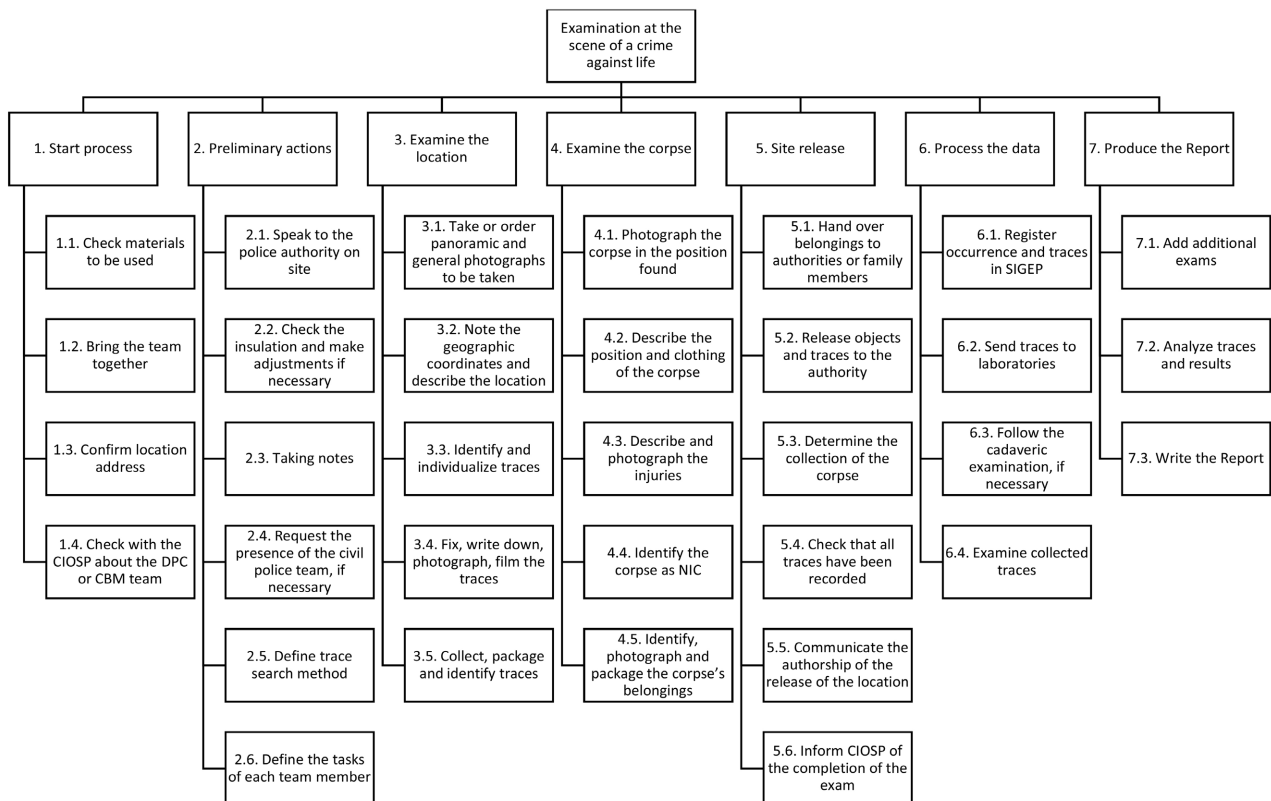 Examination at the
scene of a crime
against life
1. Start process
2. Preliminary actions
3. Examine the
location
4. Examine the corpse
5. Site release
6. Process the data
7. Produce the Report
1.1. Check materials
to be used
1.2. Bring the team
together
1.3. Confirm location
address
1.4. Check with the
CIOSP about the DPC
or CBM team
2.1. Speak to the
police authority on
site
2.2. Check the
insulation and make
adjustments if
necessary
2.3. Taking notes
2.4. Request the
presence of the civil
police team, if
necessary
2.5. Define trace
search method
2.6. Define the tasks
of each team member
3.1. Take or order
panoramic and
general photographs
to be taken
3.2. Note the
geographic
coordinates and
describe the location
3.3. Identify and
individualize traces
3.4. Fix, write down,
photograph, film the
traces
3.5. Collect, package
and identify traces
4.1. Photograph the
corpse in the position
found
4.2. Describe the
position and clothing
of the corpse
4.3. Describe and
photograph the
injuries
4.4. Identify the
corpse as NIC
4.5. Identify,
photograph and
package the corpse’s
belongings
5.1. Hand over
belongings to
authorities or family
members
5.2. Release objects
and traces to the
authority
5.3. Determine the
collection of the
corpse
5.4. Check that all
traces have been
recorded
5.5. Communicate the
authorship of the
release of the location
5.6. Inform CIOSP of
the completion of the
exam
6.1. Register
occurrence and traces
in SIGEP
6.2. Send traces to
laboratories
6.3. Follow the
cadaveric
examination, if
necessary
6.4. Examine collected
traces
7.1. Add additional
exams
7.2. Analyze traces
and results
7.3. Write the Report